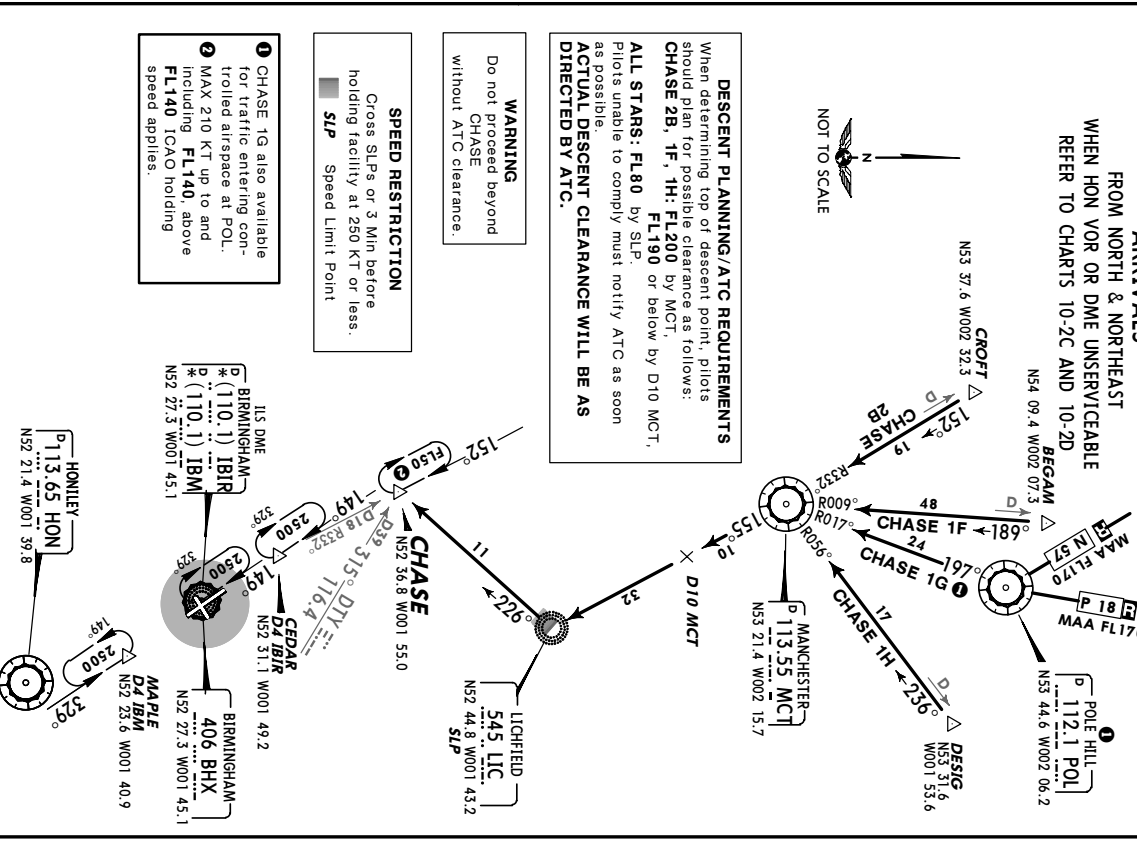 ARRIVALS
FROM NORTH & NORTHEAST
WHEN HON VOR OR DME UNSERVICEABLE
REFER TO CHARTS 10-2C AND 10-2D
N
NOT TO SCALE
DESCENT PLANNING/ATC REQUIREMENTS
When determining top of descent point, pilots
should plan for possible clearance as follows:
CHASE 2B, 1F, 1H: FL200 by MCT,
FL190 or below by D10 MCT,
ALL STARS: FL80 by SLP.
Pilots unable to comply must notify ATC as soon
as possible.
ACTUAL DESCENT CLEARANCE WILL BE AS
DIRECTED BY ATC.
WARNING
Do not proceed beyond
CHASE
without ATC clearance.
SPEED RESTRICTION
Cross SLPs or 3 Min before
holding facility at 250 KT or less.
SLP Speed Limit Point
1 CHASE 1G also available
for traffic entering con-
trolled airspace at POL.
2 MAX 210 KT up to and
including FL140, above
FL140 ICAO holding
speed applies.
CROFT
N53 37.6 W002 32.3
D
152°
CHASE
2B
19
R332°
BEGAM
N54 09.4 W002 07.3
D
189°
48
CHASE 1F
R009°
N 57
R
MAA FL170
P 18 R
MAA FL170
1
POLE HILL
D 112.1 POL
N53 44.6 W002 06.2
197°
24
CHASE 1G 1
R017°
DESIG
N53 31.6
W001 53.6
D
236°
17
CHASE 1H
R056°
MANCHESTER
D 113.55 MCT
N53 21.4 W002 15.7
155°
10
D10 MCT
32
LICHFIELD
545 LIC
N52 44.8 W001 43.2
SLP
226°
11
152°
FL50
2
CHASE
N52 36.8 W001 55.0
149°
D18 R332°
D39 315° DTY 116.4
2500
329°
CEDAR
D4 IBIR
N52 31.1 W001 49.2
149°
2500
329°
ILS DME
BIRMINGHAM
*(110.1) IBIR
D
*(110.1) IBM
N52 27.3 W001 45.1
BIRMINGHAM
406 BHX
N52 27.3 W001 45.1
MAPLE
D4 IBM
N52 23.6 W001 40.9
149°
2500
329°
HONILEY
D 113.65 HON
N52 21.4 W001 39.8